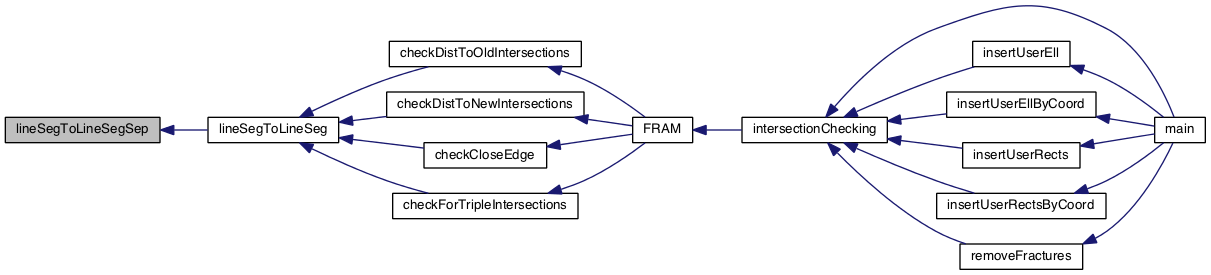 lineSegToLineSegSep
lineSegToLineSeg
checkDistToOldIntersections
checkDistToNewIntersections
checkCloseEdge
checkForTripleIntersections
FRAM
intersectionChecking
insertUserEll
insertUserEllByCoord
insertUserRects
insertUserRectsByCoord
removeFractures
main